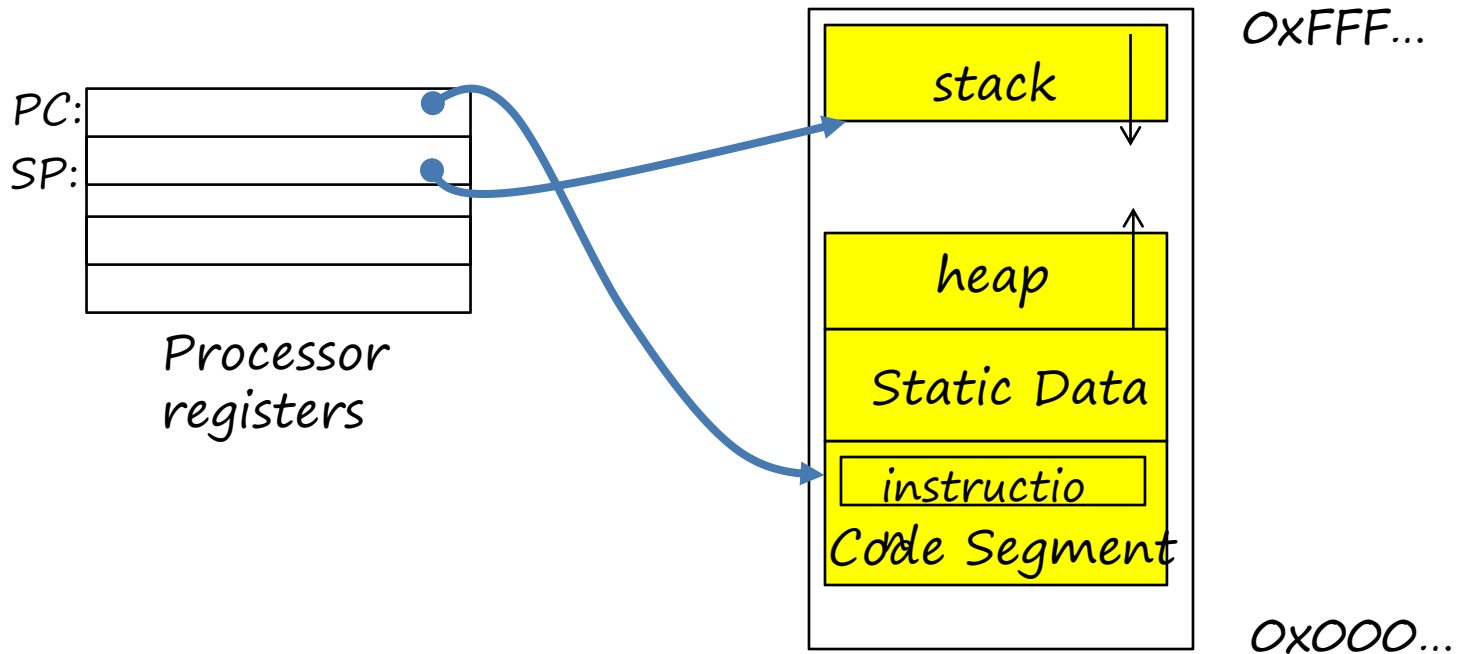 PC:
SP:
Processor
registers
stack
heap
Static Data
instructio
n
Code Segment
0xFFF...
0x000...